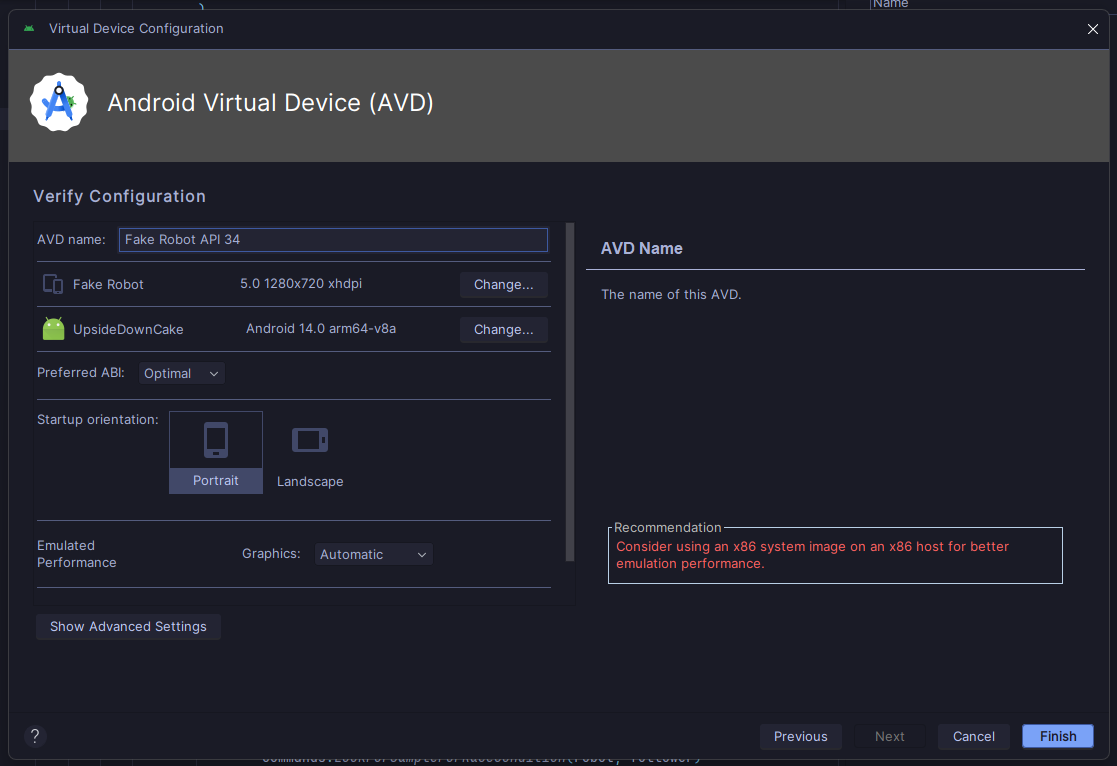 Name
Virtual Device Configuration
Android Virtual Device (AVD)
Verify Configuration
AVD name: Fake Robot API 34
Fake Robot 5.0 1280x720 xhdpi Change...
UpsideDownCake Android 14.0 arm64-v8a Change...
Preferred ABI: Optimal
Startup orientation:
Portrait
Landscape
Emulated
Performance
Graphics: Automatic
Show Advanced Settings
AVD Name
The name of this AVD.
Recommendation
Consider using an x86 system image on an x86 host for better
emulation performance.
?
Previous Next Cancel Finish